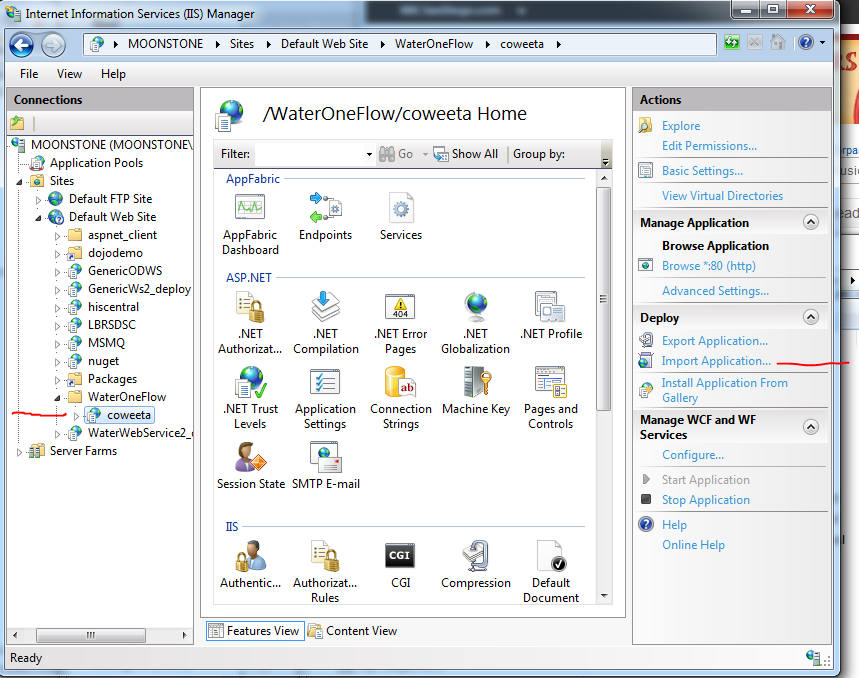 Internet Information Services (IIS) Manager
MOONSTONE Sites Default Web Site WaterOneFlow coweeta
File View Help
Connections
MOONSTONE (MOONSTONE\
Application Pools
Sites
Default FTP Site
Default Web Site
aspnet_client
dojodemo
GenericODWS
GenericWs2_deploy
hiscentral
LBRSDSC
MSMQ
nuget
Packages
WaterOneFlow
coweeta
WaterWebService2_
Server Farms
/WaterOneFlow/coweeta Home
Filter: Go Show All Group by:
AppFabric
AppFabric Dashboard
Endpoints
Services
ASP.NET
.NET Authorizat...
.NET Compilation
.NET Error Pages
.NET Globalization
.NET Profile
.NET Trust Levels
Application Settings
Connection Strings
Machine Key
Pages and Controls
Session State
SMTP E-mail
IIS
Authentic...
Authorizat... Rules
CGI
Compression
Default Document
Features View Content View
Actions
Explore
Edit Permissions...
Basic Settings...
View Virtual Directories
Manage Application
Browse Application
Browse *:80 (http)
Advanced Settings...
Deploy
Export Application...
Import Application...
Install Application From
Gallery
Manage WCF and WF
Services
Configure...
Start Application
Stop Application
Help
Online Help
Ready